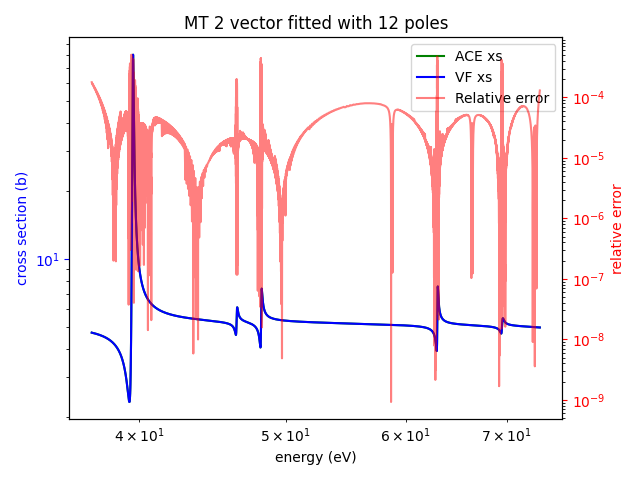 MT 2 vector fitted with 12 poles
ACE xs
VF xs
Relative error
cross section (b)
10¹
10⁻⁴
10⁻⁵
10⁻⁶
10⁻⁷
10⁻⁸
10⁻⁹
relative error
4 × 10¹
5 × 10¹
6 × 10¹
7 × 10¹
energy (eV)